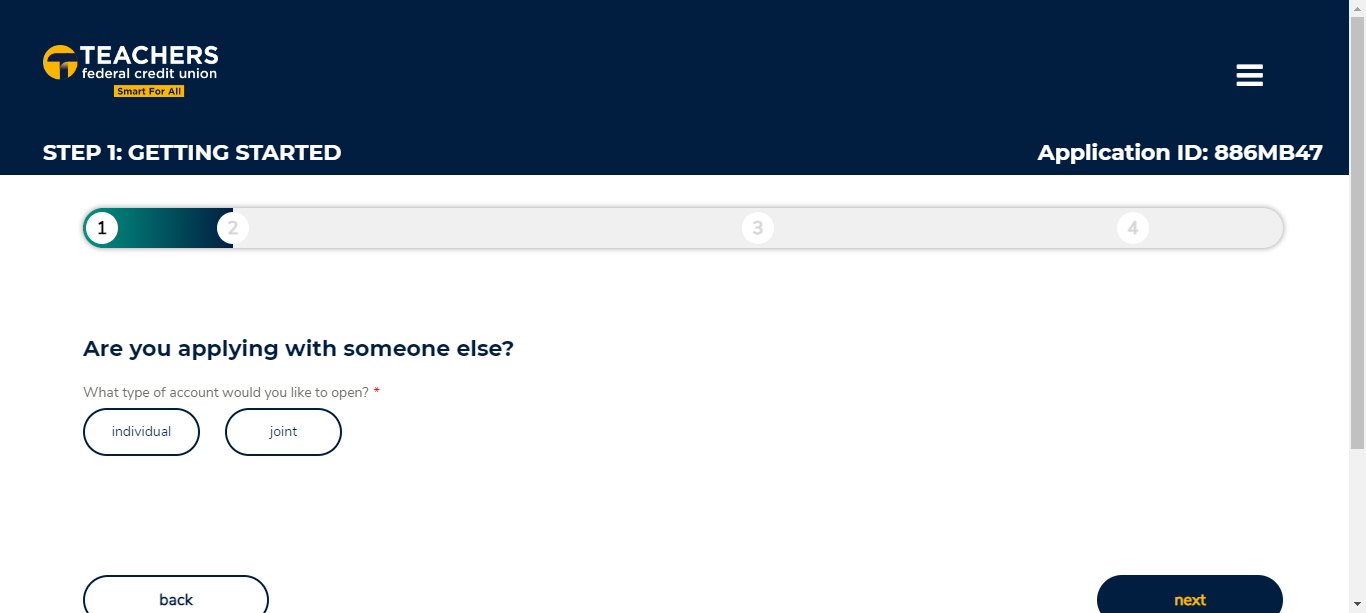 TEACHERS
federal credit union
Smart For All
STEP 1: GETTING STARTED
Application ID: 886MB47
1
2
3
4
Are you applying with someone else?
What type of account would you like to open? *
individual
joint
back
next